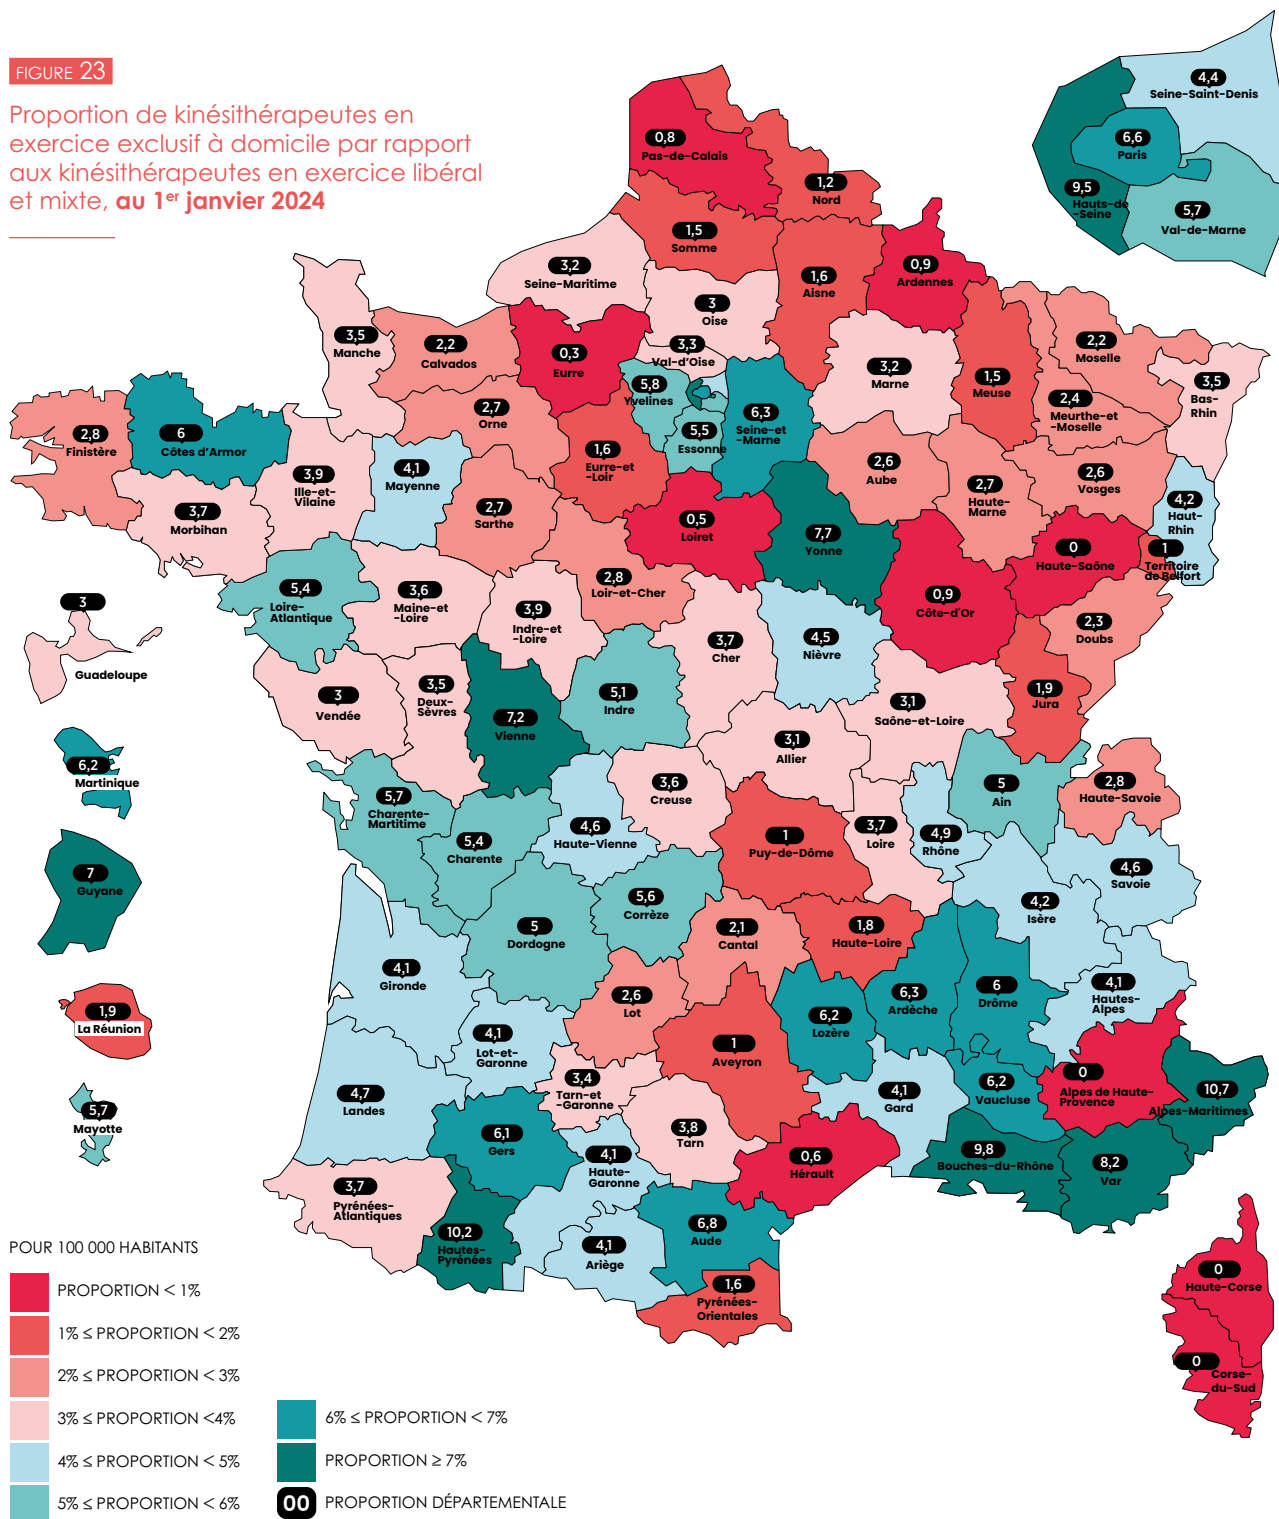 FIGURE 23
Proportion de kinésithérapeutes en
exercice exclusif à domicile par rapport
aux kinésithérapeutes en exercice libéral
et mixte, au 1er janvier 2024
4,4
Seine-Saint-Denis
6,6
Paris
9,5
Hauts-de
-Seine
5,7
Val-de-Marne
0,8
Pas-de-Calais
1,2
Nord
1,5
Somme
1,6
Aisne
0,9
Ardennes
3,2
Seine-Maritime
3
Oise
3,5
Manche
2,2
Calvados
0,3
Eurre
3,3
Val-d'Oise
3,2
Marne
1,5
Meuse
2,2
Moselle
2,4
Meurthe-et
-Moselle
3,5
Bas-
Rhin
5,8
Yvelines
5,5
Essonne
6,3
Seine-et
-Marne
2,7
Orne
2,8
Finistère
6
Côtes d'Armor
3,9
Ille-et-
Vilaine
4,1
Mayenne
1,6
Eurre-et
-Loir
2,6
Aube
2,7
Haute-
Marne
2,6
Vosges
4,2
Haut-
Rhin
3,7
Morbihan
2,7
Sarthe
0,5
Loiret
7,7
Yonne
0
Haute-Saône
1
Territoire
de Belfort
5,4
Loire-
Atlantique
3,6
Maine-et
-Loire
3,9
Indre-et
-Loire
2,8
Loir-et-Cher
0,9
Côte-d'Or
2,3
Doubs
3
Guadeloupe
3,7
Cher
4,5
Nièvre
3
Vendée
3,5
Deux-
Sèvres
7,2
Vienne
5,1
Indre
3,1
Saône-et-Loire
1,9
Jura
6,2
Martinique
3,1
Allier
5,7
Charente-
Martitime
5,4
Charente
4,6
Haute-Vienne
3,6
Creuse
1
Puy-de-Dôme
3,7
Loire
4,9
Rhône
5
Ain
2,8
Haute-Savoie
7
Guyane
4,6
Savoie
5
Dordogne
5,6
Corrèze
2,1
Cantal
1,8
Haute-Loire
4,2
Isère
4,1
Gironde
2,6
Lot
6,3
Ardèche
6
Drôme
4,1
Hautes-
Alpes
1,9
La Réunion
4,1
Lot-et-
Garonne
1
Aveyron
6,2
Lozère
4,7
Landes
3,4
Tarn-et
-Garonne
4,1
Gard
6,2
Vaucluse
0
Alpes de Haute-
Provence
10,7
Alpes-Maritimes
5,7
Mayotte
6,1
Gers
4,1
Haute-
Garonne
3,8
Tarn
0,6
Hérault
9,8
Bouches-du-Rhône
8,2
Var
3,7
Pyrénées-
Atlantiques
10,2
Hautes-
Pyrénées
4,1
Ariège
6,8
Aude
1,6
Pyrénées-
Orientales
0
Haute-Corse
0
Corse-
du-Sud
POUR 100 000 HABITANTS
PROPORTION < 1%
1% ≤ PROPORTION < 2%
2% ≤ PROPORTION < 3%
3% ≤ PROPORTION <4%
4% ≤ PROPORTION < 5%
5% ≤ PROPORTION < 6%
6% ≤ PROPORTION < 7%
PROPORTION ≥ 7%
00 PROPORTION DÉPARTEMENTALE